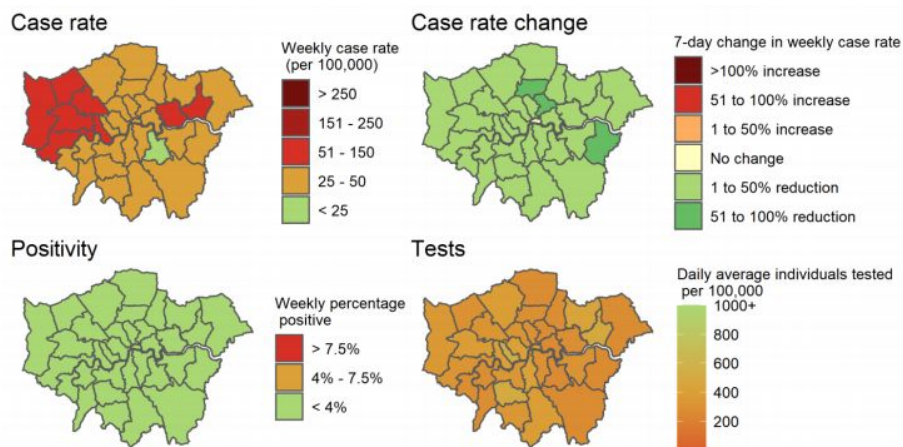 Case rate
Weekly case rate
(per 100,000)
> 250
151 - 250
51 - 150
25 - 50
< 25
Case rate change
7-day change in weekly case rate
>100% increase
51 to 100% increase
1 to 50% increase
No change
1 to 50% reduction
51 to 100% reduction
Positivity
Weekly percentage
positive
> 7.5%
4% - 7.5%
< 4%
Tests
Daily average individuals tested
per 100,000
1000+
800
600
400
200